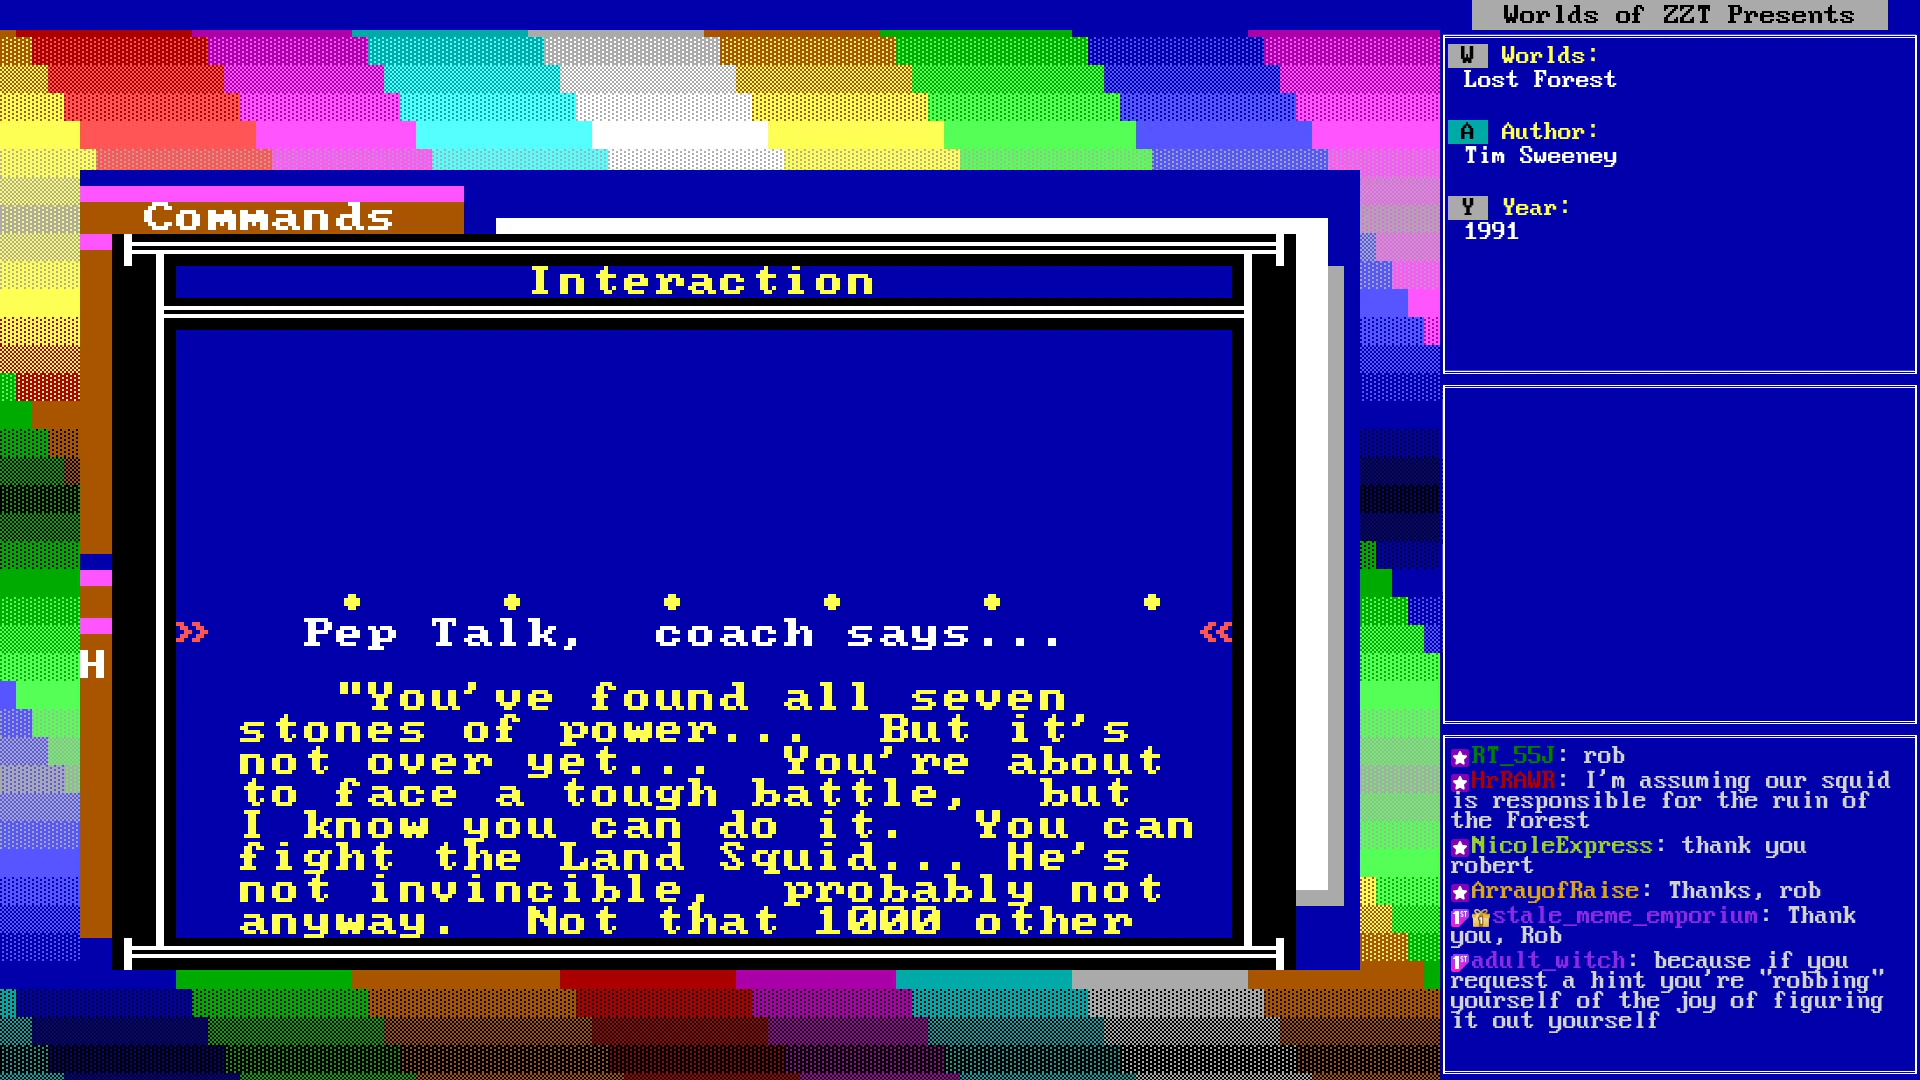 Worlds of ZZT Presents
W Worlds:
Lost Forest
A Author:
Tim Sweeney
Y Year:
1991
Commands
Interaction
» Pep Talk, coach says... «
"You've found all seven
stones of power... But it's
not over yet... You're about
to face a tough battle, but
I know you can do it. You can
fight the Land Squid... He's
not invincible, probably not
anyway. Not that 1000 other
H
RT_55J: rob
HrRAWR: I'm assuming our squid
is responsible for the ruin of
the Forest
NicoleExpress: thank you
robert
ArrayofRaise: Thanks, rob
1ST stale_meme_emporium: Thank
you, Rob
1ST adult_witch: because if you
request a hint you're "robbing"
yourself of the joy of figuring
it out yourself